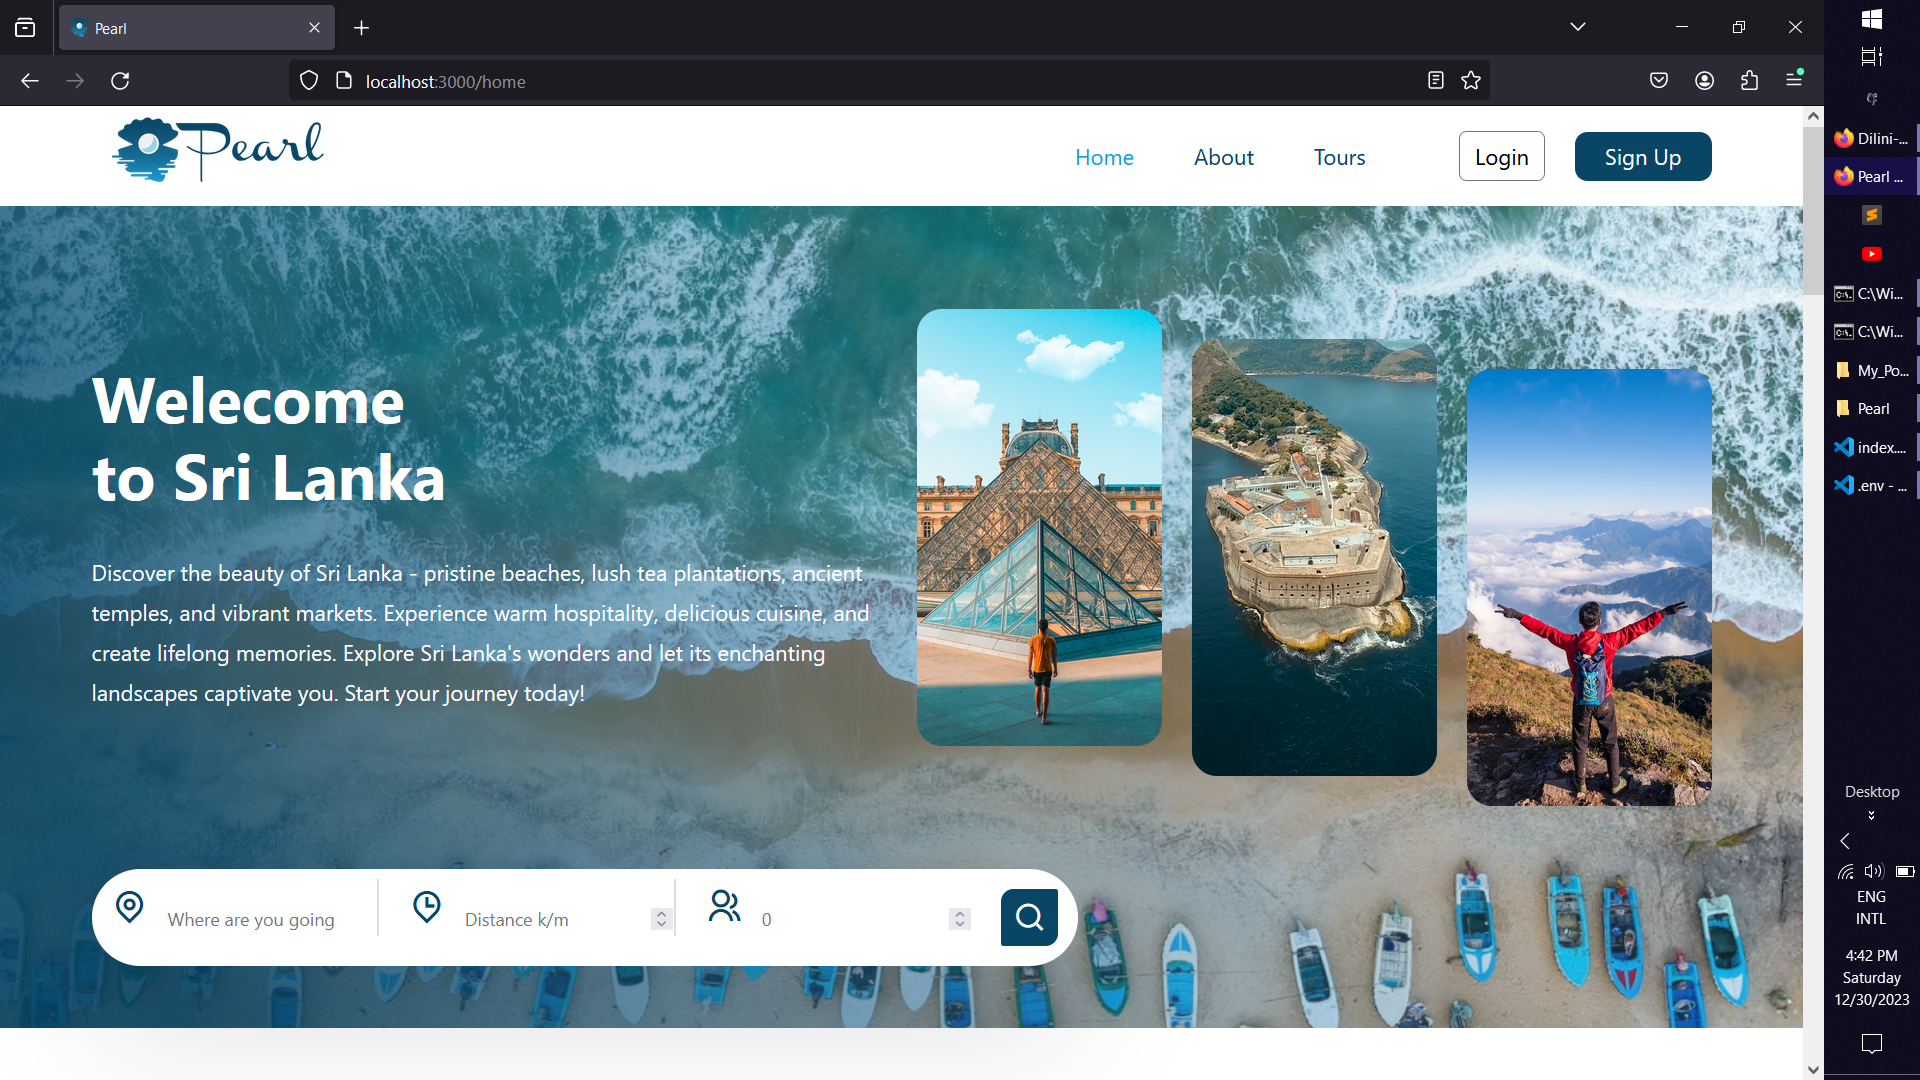 Pearl
localhost:3000/home
Pearl
Home
About
Tours
Login
Sign Up
Welecome
to Sri Lanka
Discover the beauty of Sri Lanka - pristine beaches, lush tea plantations, ancient
temples, and vibrant markets. Experience warm hospitality, delicious cuisine, and
create lifelong memories. Explore Sri Lanka's wonders and let its enchanting
landscapes captivate you. Start your journey today!
Where are you going
Distance k/m
0
Dilini-...
Pearl ...
C:\Wi...
C:\Wi...
My_Po...
Pearl
index....
.env - ...
Desktop
ENG
INTL
4:42 PM
Saturday
12/30/2023